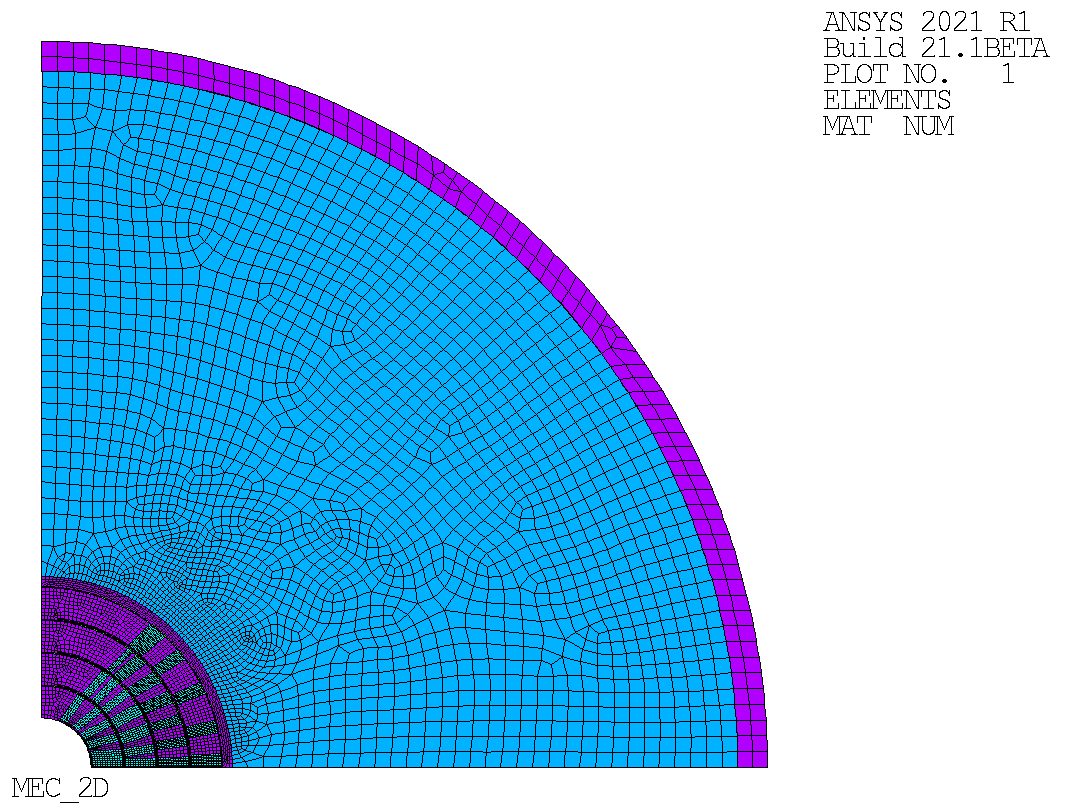 ANSYS 2021 R1
Build 21.1BETA
PLOT NO. 1
ELEMENTS
MAT NUM
MEC_2D